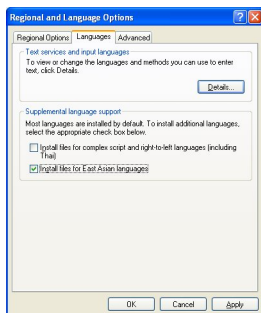 Regional and Language Options
Regional Options Languages Advanced
Text services and input languages
To view or change the languages and methods you can use to enter
text, click Details.
Details...
Supplemental language support
Most languages are installed by default. To install additional languages,
select the appropriate check box below.
Install files for complex script and right-to-left languages (including
Thai)
Install files for East Asian languages
OK Cancel Apply